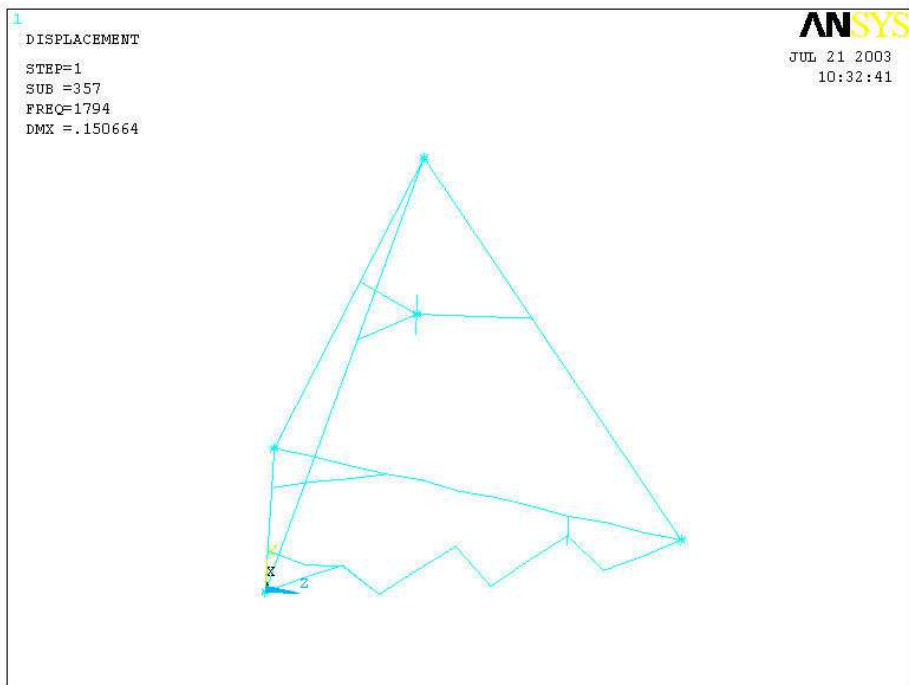 1
DISPLACEMENT
STEP=1
SUB =357
FREQ=1794
DMX =.150664
ANSYS
JUL 21 2003
10:32:41
X
Z